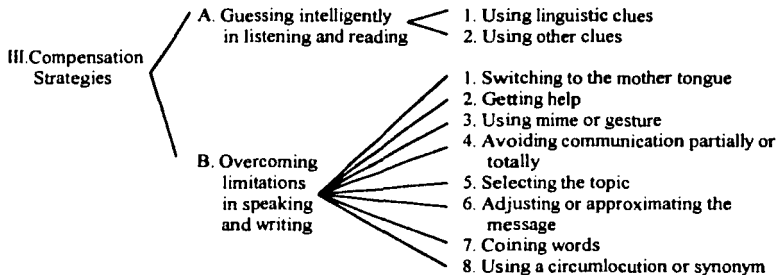 III.Compensation
Strategies
A. Guessing intelligently
in listening and reading
1. Using linguistic clues
2. Using other clues
B. Overcoming
limitations
in speaking
and writing
1. Switching to the mother tongue
2. Getting help
3. Using mime or gesture
4. Avoiding communication partially or
totally
5. Selecting the topic
6. Adjusting or approximating the
message
7. Coining words
8. Using a circumlocution or synonym